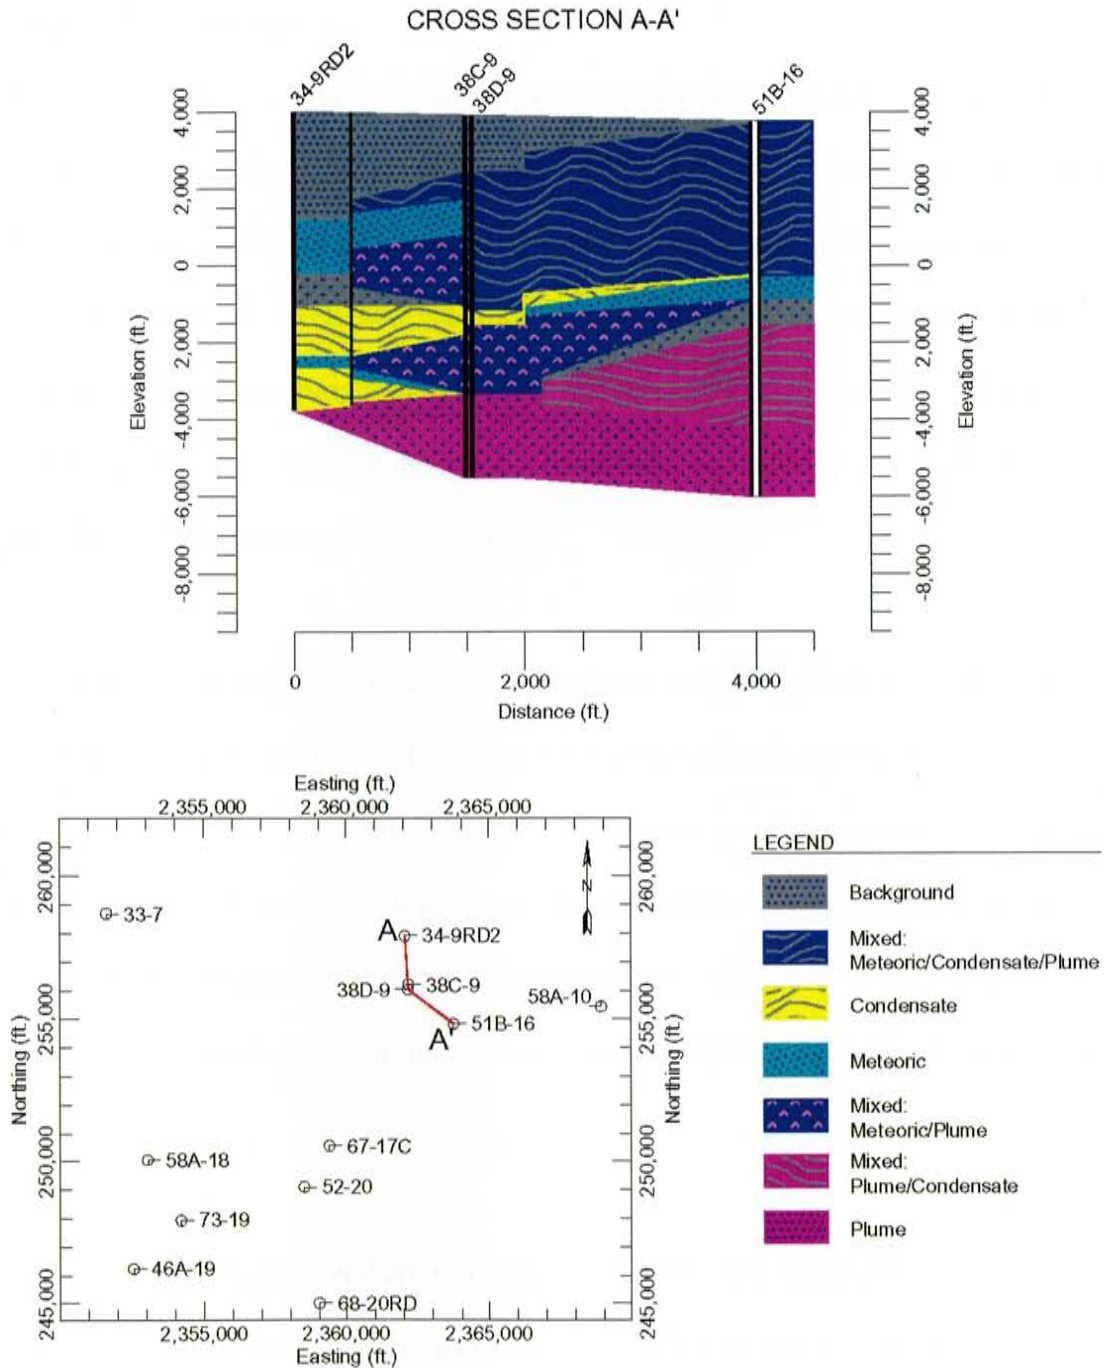 CROSS SECTION A-A'
34-9RD2
38C-9
38D-9
51B-16
4,000
2,000
0
2,000
-4,000
-6,000
-8,000
Elevation (ft.)
4,000
2,000
0
2,000
-4,000
-6,000
-8,000
Elevation (ft.)
0 2,000 4,000
Distance (ft.)
Easting (ft.)
2,355,000 2,360,000 2,365,000
260,000
255,000
250,000
245,000
Northing (ft.)
260,000
255,000
250,000
245,000
Northing (ft.)
N
33-7
A 34-9RD2
38D-9 38C-9
58A-10
51B-16
A'
67-17C
58A-18
52-20
73-19
46A-19
68-20RD
2,355,000 2,360,000 2,365,000
Easting (ft.)
LEGEND
Background
Mixed:
Meteoric/Condensate/Plume
Condensate
Meteoric
Mixed:
Meteoric/Plume
Mixed:
Plume/Condensate
Plume